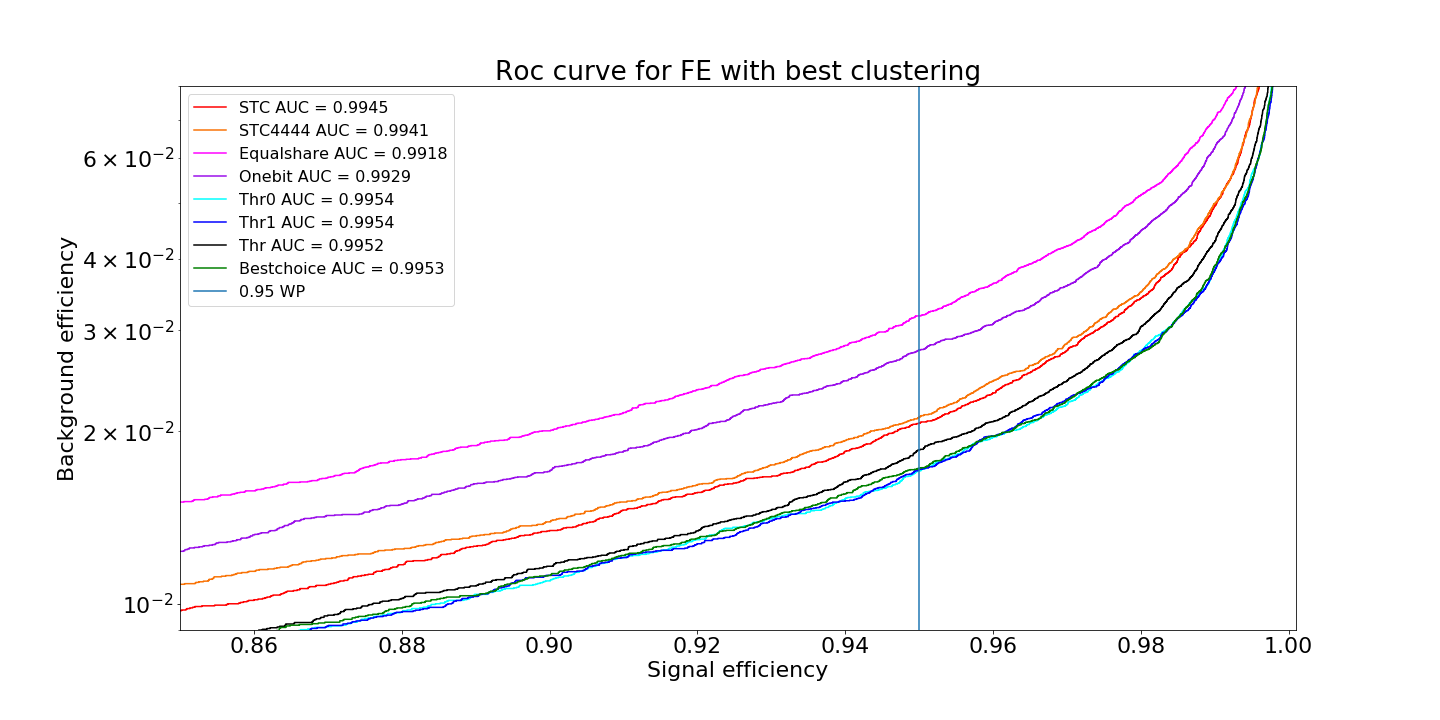 Roc curve for FE with best clustering
STC AUC = 0.9945
STC4444 AUC = 0.9941
Equalshare AUC = 0.9918
Onebit AUC = 0.9929
Thr0 AUC = 0.9954
Thr1 AUC = 0.9954
Thr AUC = 0.9952
Bestchoice AUC = 0.9953
0.95 WP
Background efficiency
6 × 10⁻²
4 × 10⁻²
3 × 10⁻²
2 × 10⁻²
10⁻²
0.86 0.88 0.90 0.92 0.94 0.96 0.98 1.00
Signal efficiency